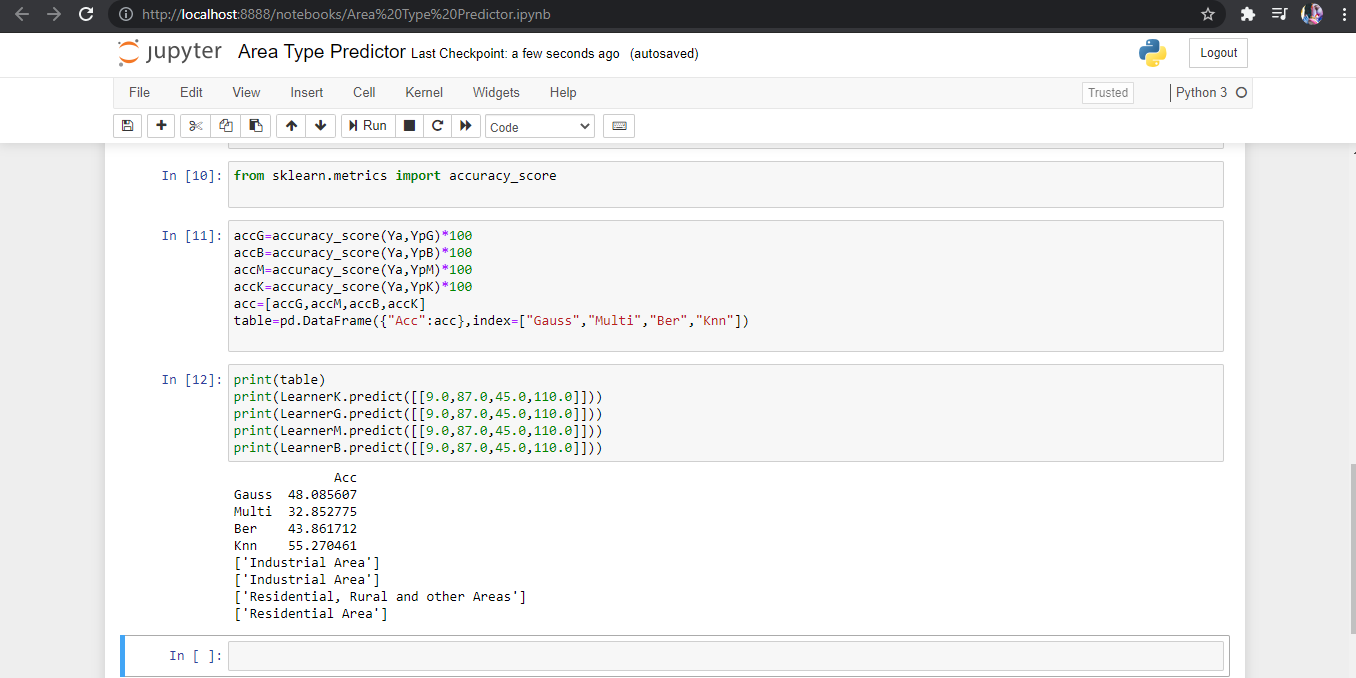 http://localhost:8888/notebooks/Area%20Type%20Predictor.ipynb
jupyter Area Type Predictor Last Checkpoint: a few seconds ago (autosaved) Logout
File Edit View Insert Cell Kernel Widgets Help Trusted Python 3
Run Code
In [10]: from sklearn.metrics import accuracy_score
In [11]: accG=accuracy_score(Ya,YpG)*100
accB=accuracy_score(Ya,YpB)*100
accM=accuracy_score(Ya,YpM)*100
accK=accuracy_score(Ya,YpK)*100
acc=[accG,accM,accB,accK]
table=pd.DataFrame({"Acc":acc},index=["Gauss","Multi","Ber","Knn"])
In [12]: print(table)
print(LearnerK.predict([[9.0,87.0,45.0,110.0]]))
print(LearnerG.predict([[9.0,87.0,45.0,110.0]]))
print(LearnerM.predict([[9.0,87.0,45.0,110.0]]))
print(LearnerB.predict([[9.0,87.0,45.0,110.0]]))
Acc
Gauss 48.085607
Multi 32.852775
Ber 43.861712
Knn 55.270461
['Industrial Area']
['Industrial Area']
['Residential, Rural and other Areas']
['Residential Area']
In [ ]: